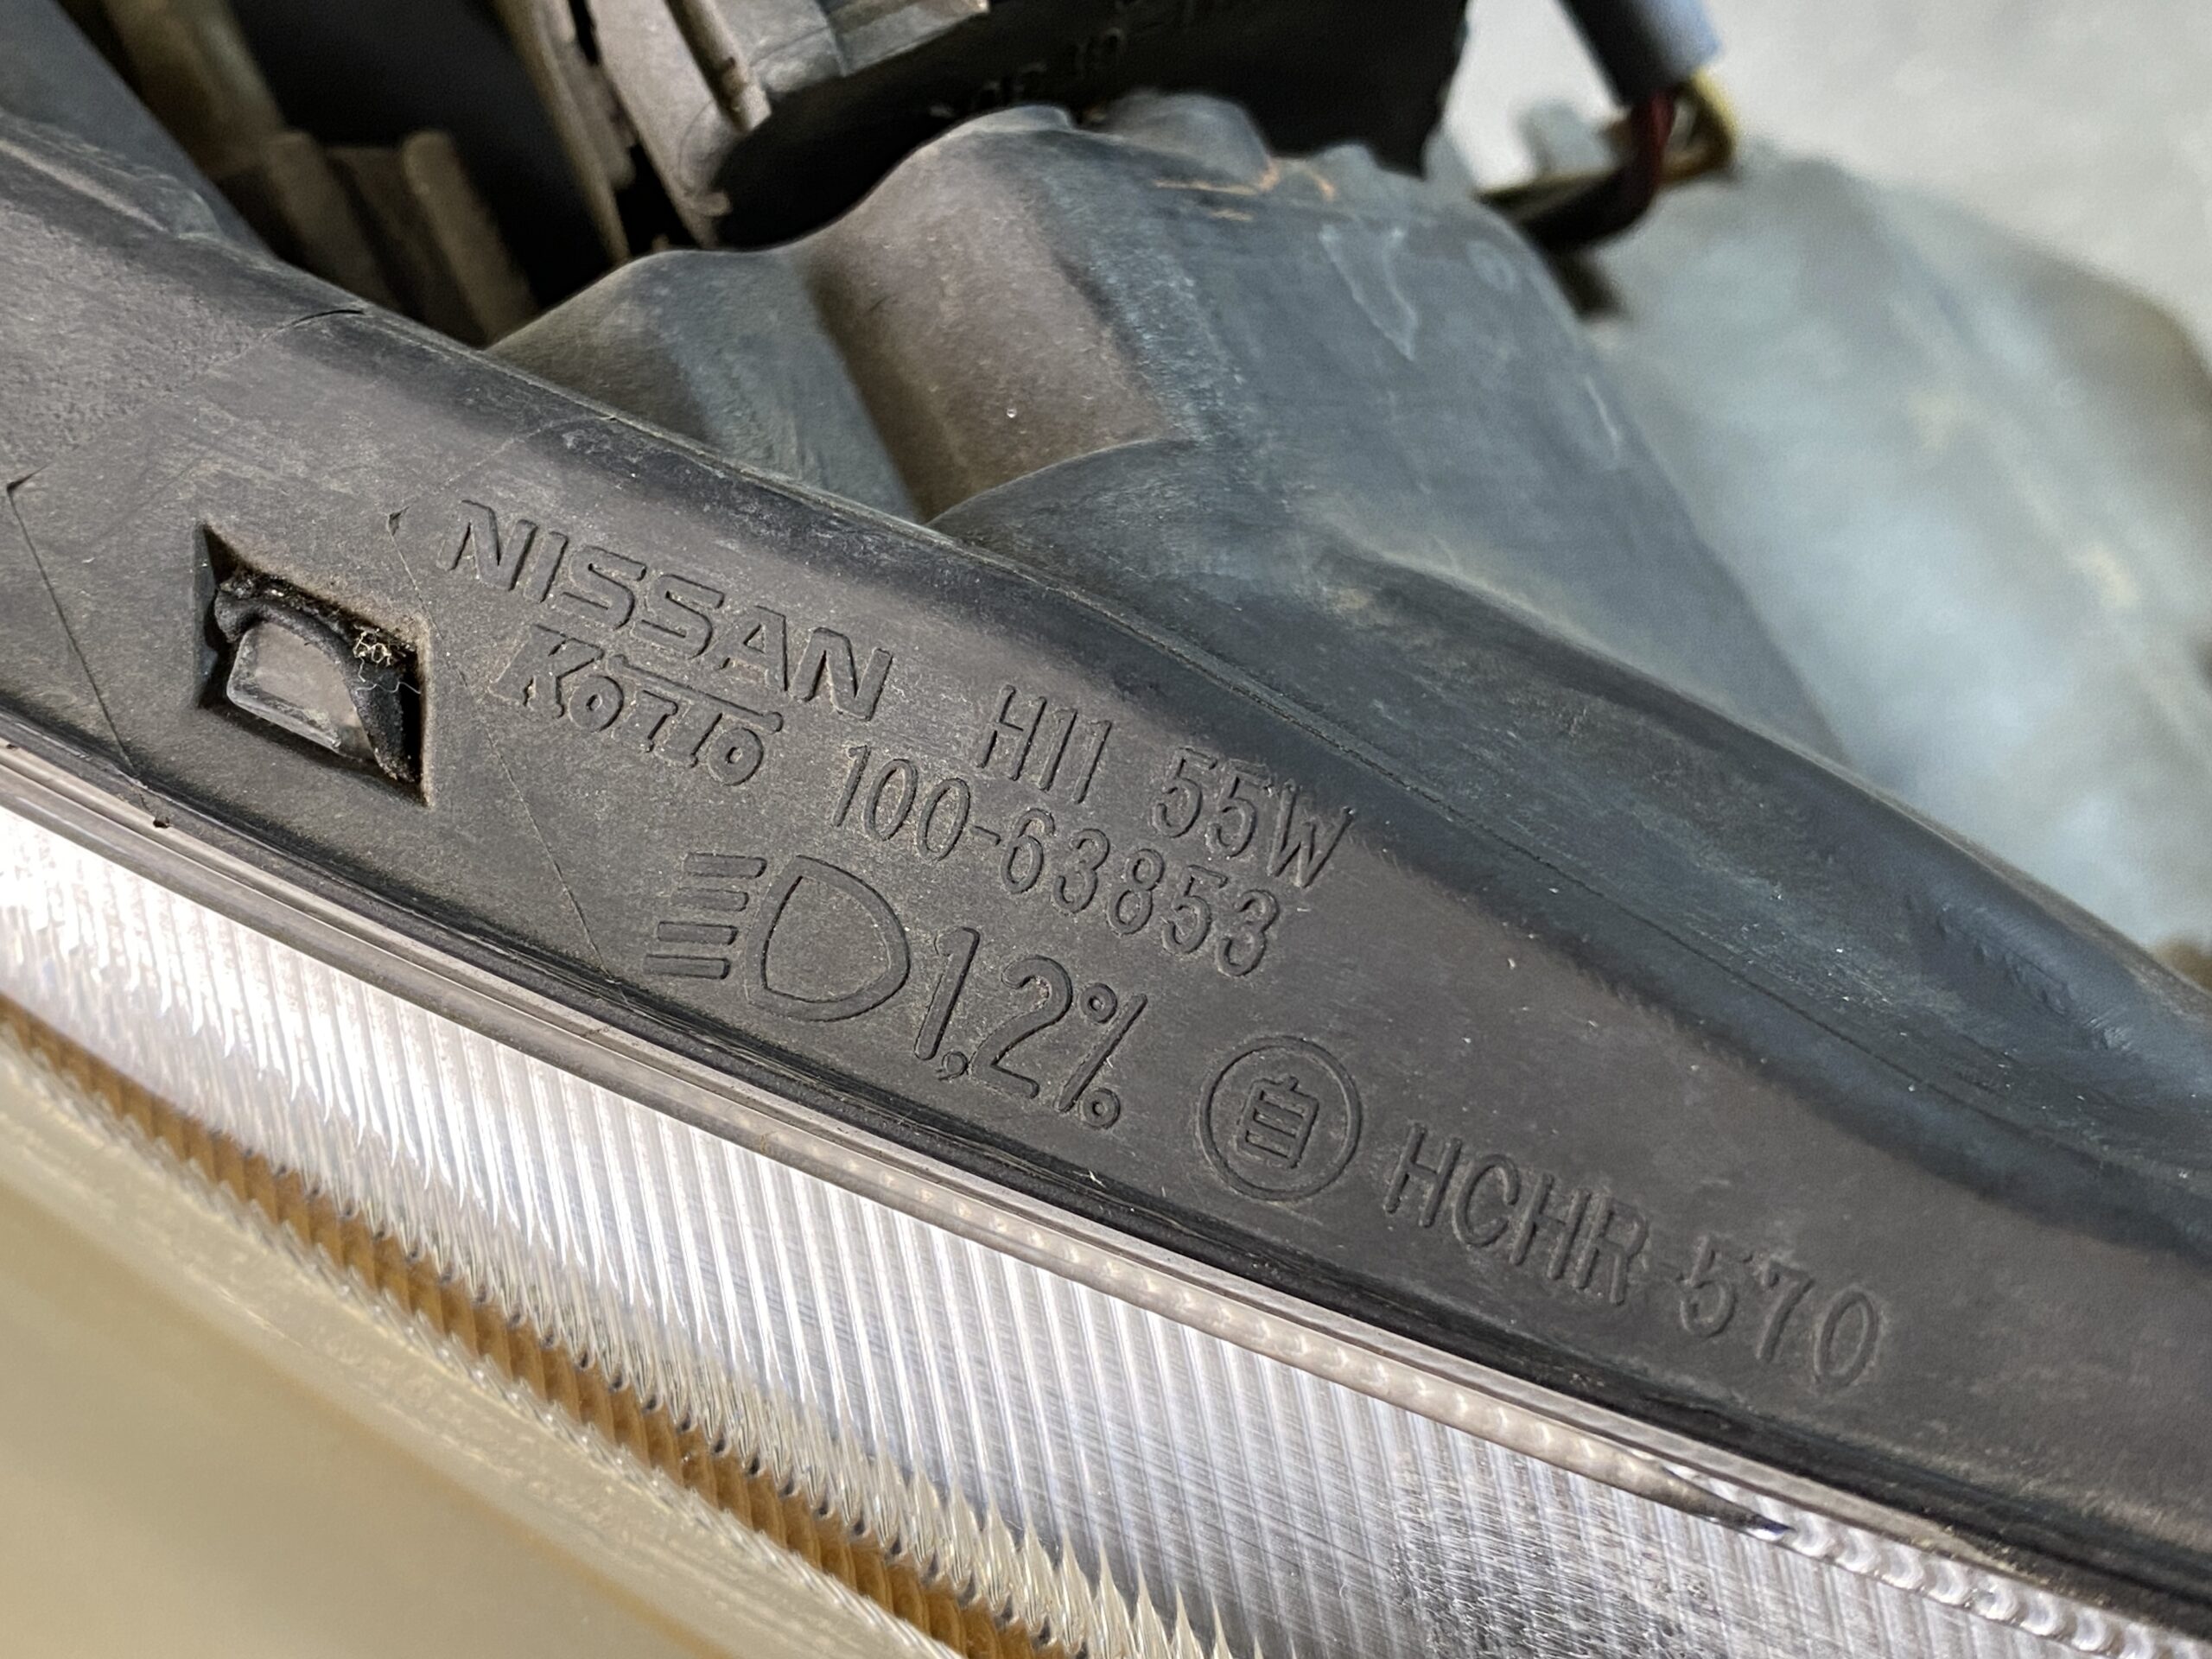 NISSAN H11 55W
KOITO 100-63853
1,2%
自 HCHR 570